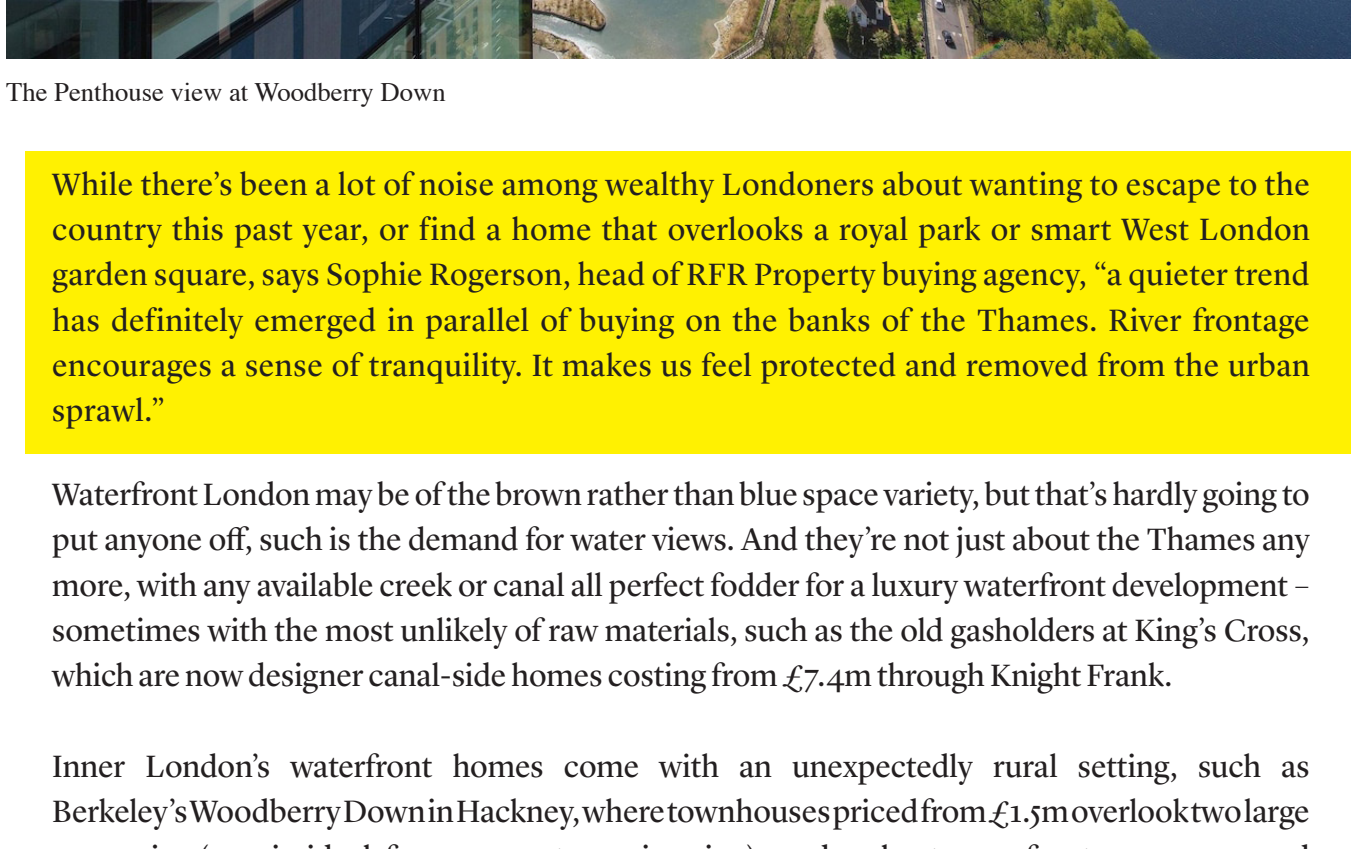 The Penthouse view at Woodberry Down
While there’s been a lot of noise among wealthy Londoners about wanting to escape to the
country this past year, or find a home that overlooks a royal park or smart West London
garden square, says Sophie Rogerson, head of RFR Property buying agency, “a quieter trend
has definitely emerged in parallel of buying on the banks of the Thames. River frontage
encourages a sense of tranquility. It makes us feel protected and removed from the urban
sprawl.”
Waterfront London may be of the brown rather than blue space variety, but that’s hardly going to
put anyone off, such is the demand for water views. And they’re not just about the Thames any
more, with any available creek or canal all perfect fodder for a luxury waterfront development –
sometimes with the most unlikely of raw materials, such as the old gasholders at King’s Cross,
which are now designer canal-side homes costing from £7.4m through Knight Frank.
Inner London’s waterfront homes come with an unexpectedly rural setting, such as
Berkeley’s Woodberry Down in Hackney, where townhouses priced from £1.5m overlook two large